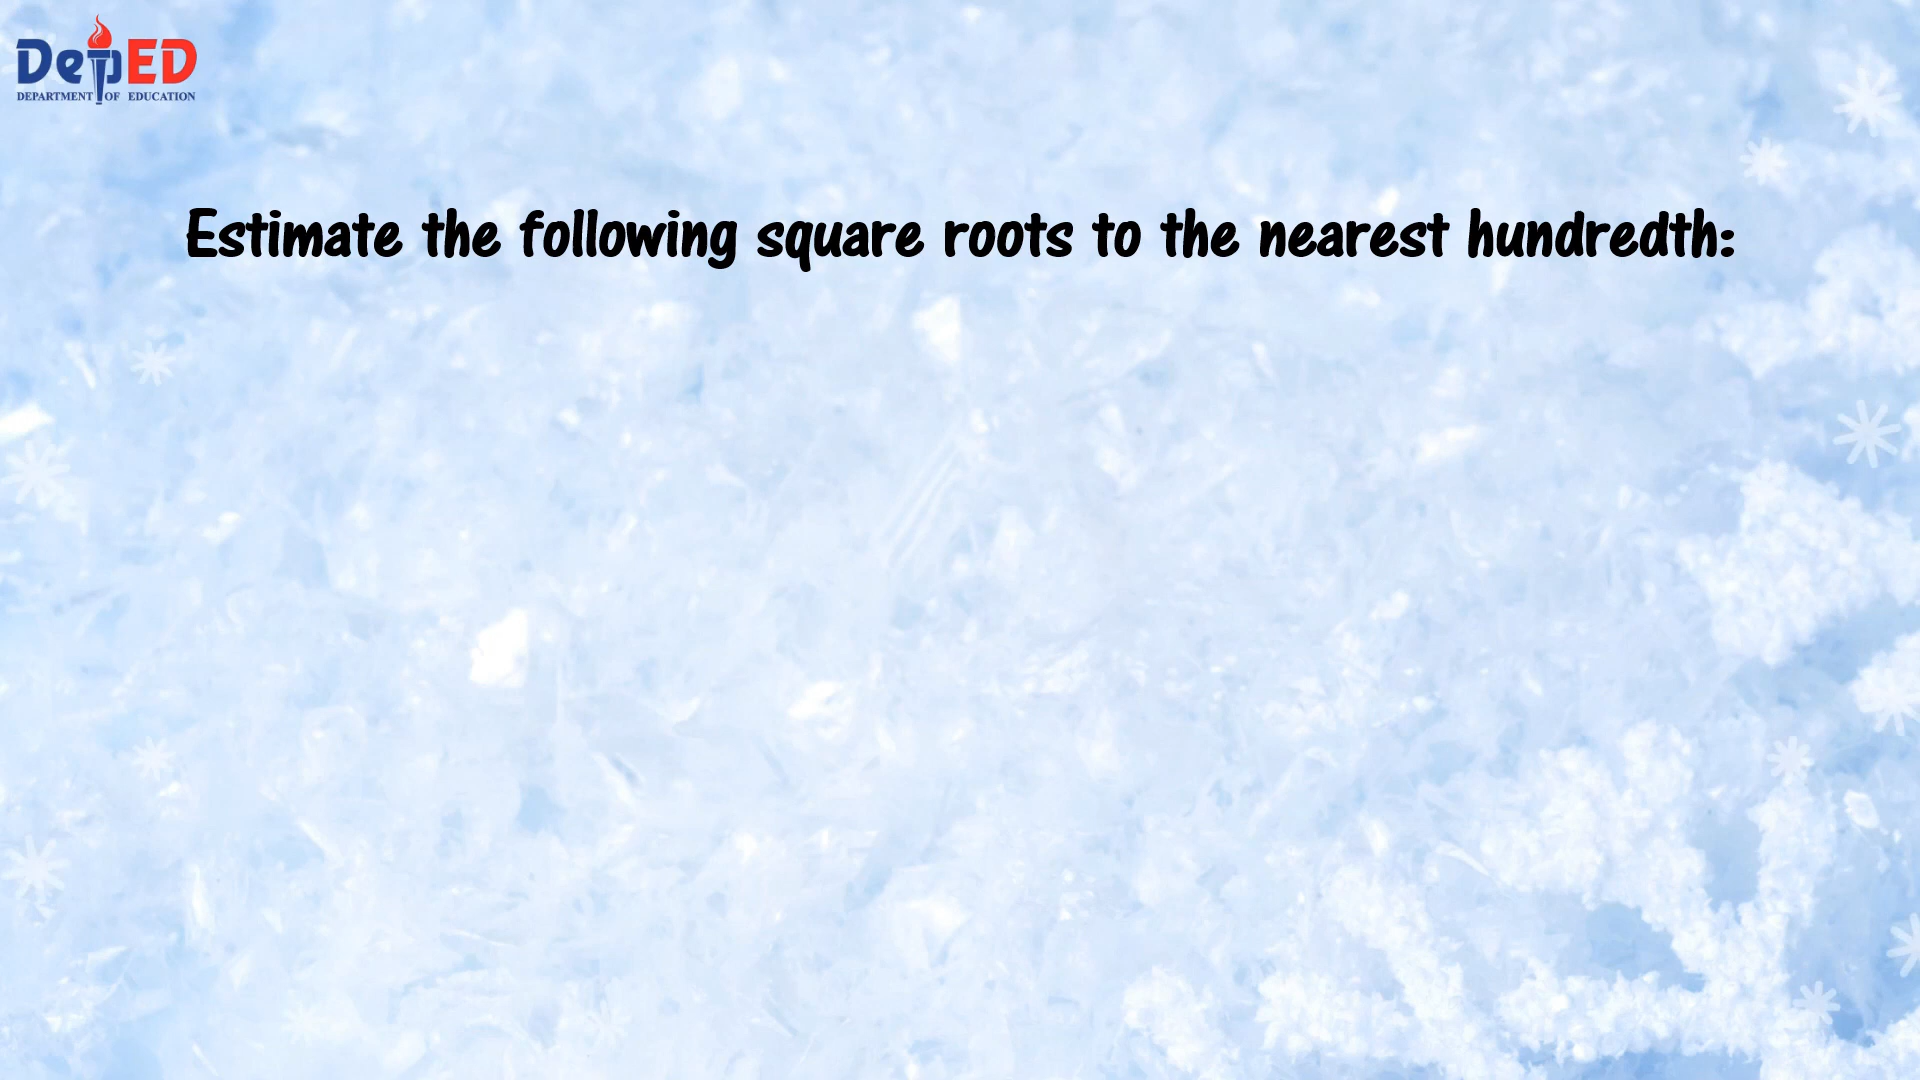 DepED
DEPARTMENT OF EDUCATION
Estimate the following square roots to the nearest hundredth: